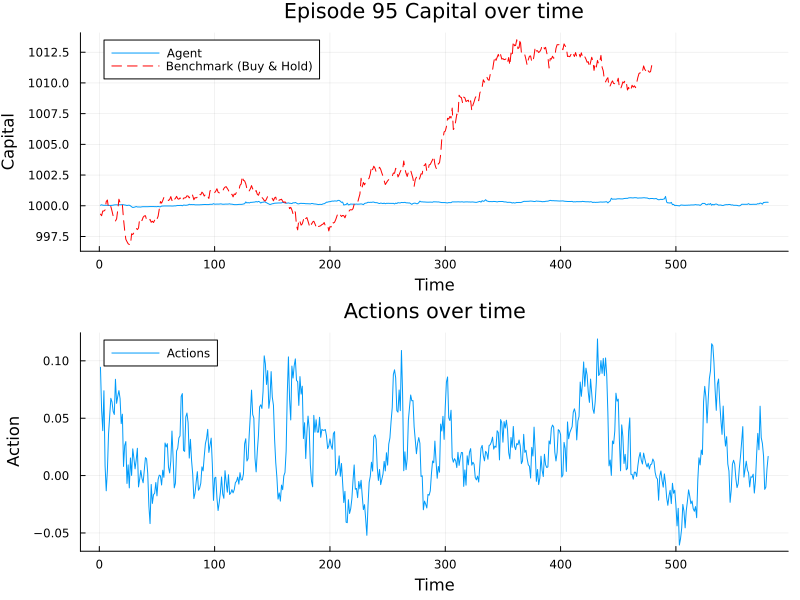 Episode 95 Capital over time
Agent
Benchmark (Buy & Hold)
Capital
1012.5
1010.0
1007.5
1005.0
1002.5
1000.0
997.5
0 100 200 300 400 500
Time
Actions over time
Actions
Action
0.10
0.05
0.00
−0.05
0 100 200 300 400 500
Time